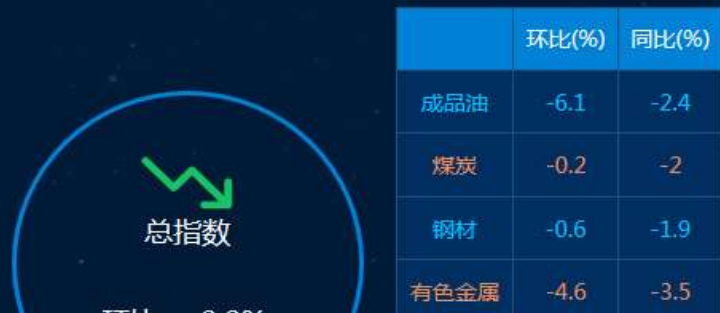 环比(%) 同比(%)
成品油 -6.1 -2.4
煤炭 -0.2 -2
钢材 -0.6 -1.9
有色金属 -4.6 -3.5
总指数